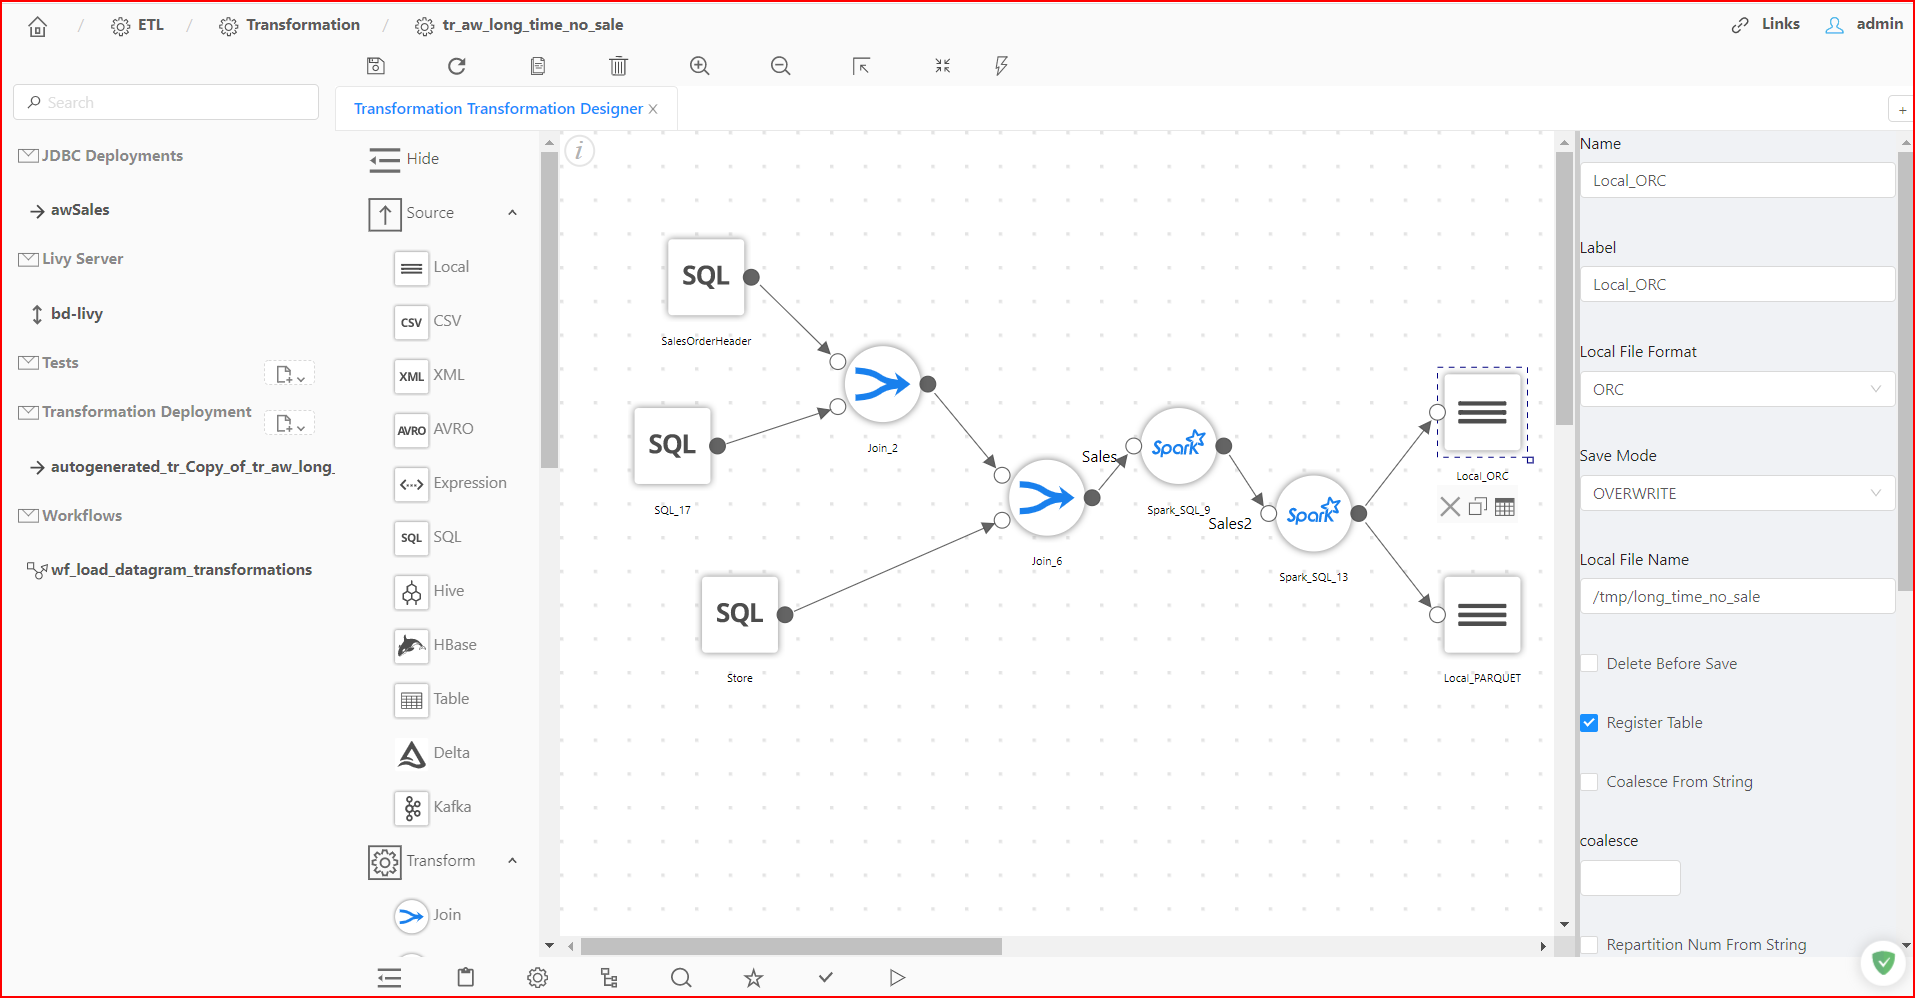 ETL / Transformation / tr_aw_long_time_no_sale
Links admin
Search
Transformation Transformation Designer
JDBC Deployments
awSales
Livy Server
bd-livy
Tests
Transformation Deployment
autogenerated_tr_Copy_of_tr_aw_long_
Workflows
wf_load_datagram_transformations
Hide
Source
Local
CSV CSV
XML XML
AVRO AVRO
Expression
SQL SQL
Hive
HBase
Table
Delta
Kafka
Transform
Join
i
SQL
SalesOrderHeader
SQL
SQL_17
Join_2
SQL
Store
Join_6
Sales
Spark
Spark_SQL_9
Sales2
Spark
Spark_SQL_13
Local_ORC
Local_PARQUET
Name
Local_ORC
Label
Local_ORC
Local File Format
ORC
Save Mode
OVERWRITE
Local File Name
/tmp/long_time_no_sale
Delete Before Save
Register Table
Coalesce From String
coalesce
Repartition Num From String